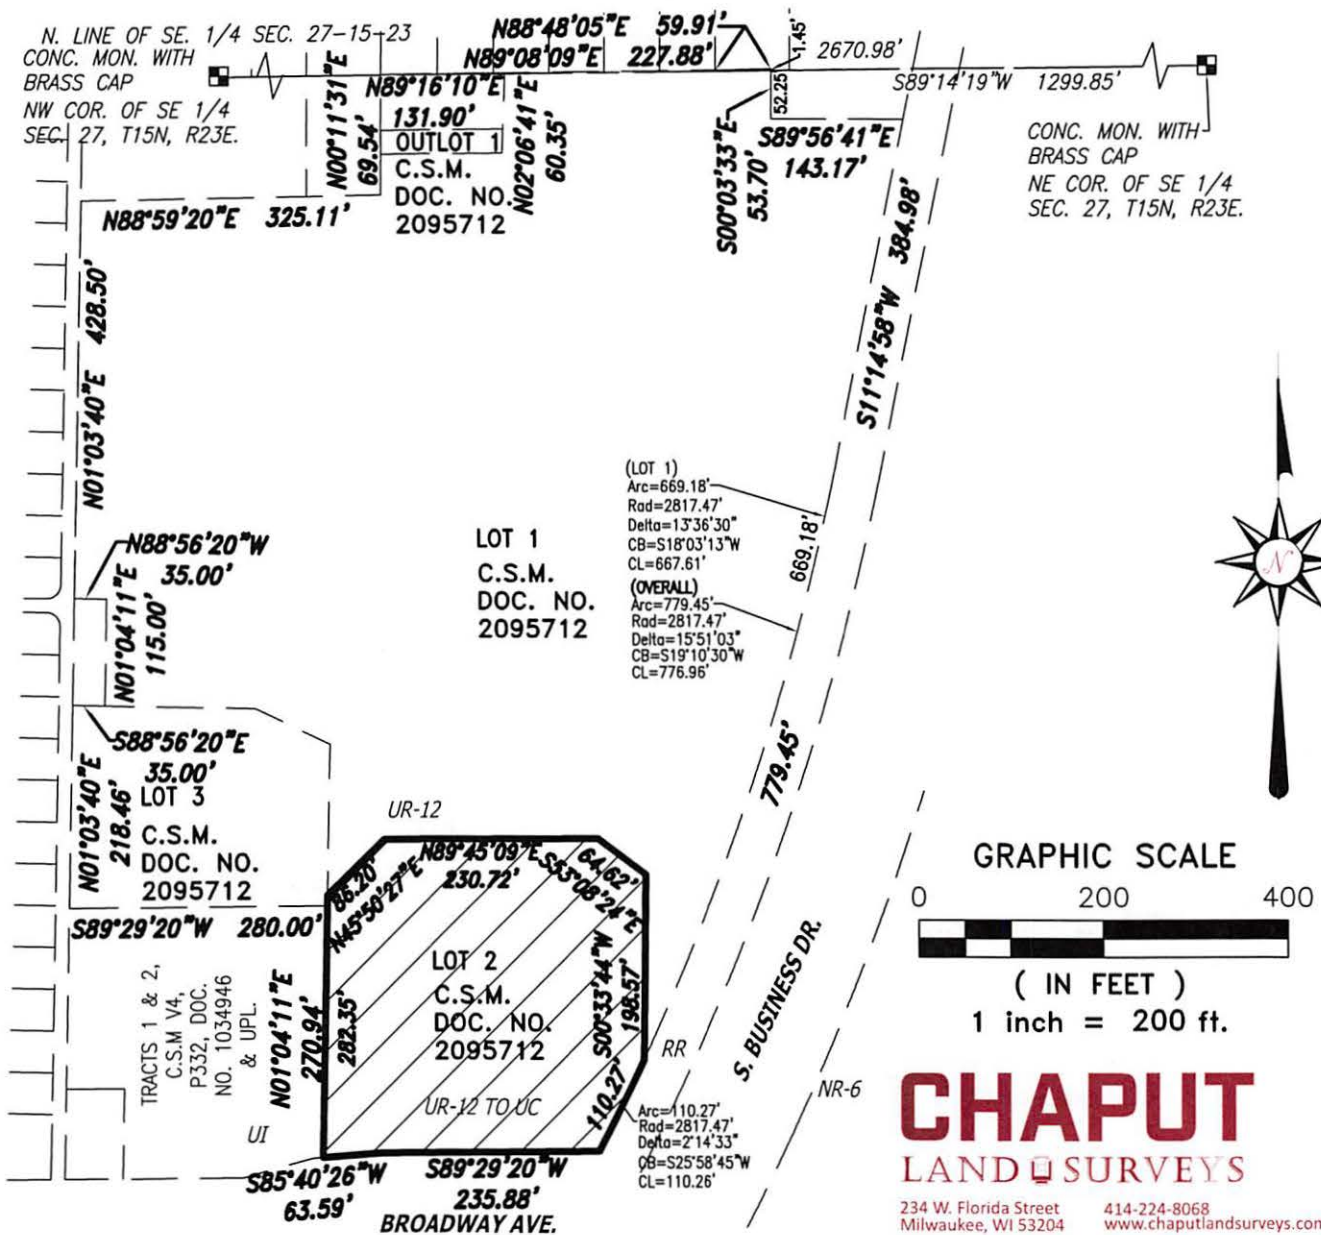 N. LINE OF SE. 1/4 SEC. 27-15-23
CONC. MON. WITH
BRASS CAP
NW COR. OF SE 1/4
SEC. 27, T15N, R23E.
N88°48'05"E 59.91'
N89°08'09"E 227.88'
1.45'
2670.98'
S89°14'19"W 1299.85'
52.25
N00°11'31"E
69.54'
N89°16'10"E
131.90'
OUTLOT 1
C.S.M.
DOC. NO.
2095712
N02°06'41"E
60.35'
S00°03'33"E
53.70'
S89°56'41"E
143.17'
CONC. MON. WITH
BRASS CAP
NE COR. OF SE 1/4
SEC. 27, T15N, R23E.
N88°59'20"E 325.11'
N01°03'40"E 428.50'
S11°14'58"W 384.98'
(LOT 1)
Arc=669.18'
Rad=2817.47'
Delta=13°36'30"
CB=S18°03'13"W
CL=667.61'
(OVERALL)
Arc=779.45'
Rad=2817.47'
Delta=15°51'03"
CB=S19°10'30"W
CL=776.96'
669.18'
779.45'
LOT 1
C.S.M.
DOC. NO.
2095712
N88°56'20"W
35.00'
N01°04'11"E
115.00'
S88°56'20"E
35.00'
N01°03'40"E
218.46'
LOT 3
C.S.M.
DOC. NO.
2095712
S89°29'20"W 280.00'
UR-12
86.20'
N45°50'27"E
N89°45'09"E
230.72'
64.62'
S53°08'24"E
LOT 2
C.S.M.
DOC. NO.
2095712
S00°33'44"W
198.57'
UR-12 TO UC
N01°04'11"E
270.94'
282.35'
TRACTS 1 & 2,
C.S.M V4,
P332, DOC.
NO. 1034946
& UPL.
UI
S85°40'26"W
63.59'
S89°29'20"W
235.88'
BROADWAY AVE.
110.27'
Arc=110.27'
Rad=2817.47'
Delta=2°14'33"
CB=S25°58'45"W
CL=110.26'
RR
S. BUSINESS DR.
NR-6
N
GRAPHIC SCALE
0 200 400
( IN FEET )
1 inch = 200 ft.
CHAPUT
LAND SURVEYS
234 W. Florida Street 414-224-8068
Milwaukee, WI 53204 www.chaputlandsurveys.com